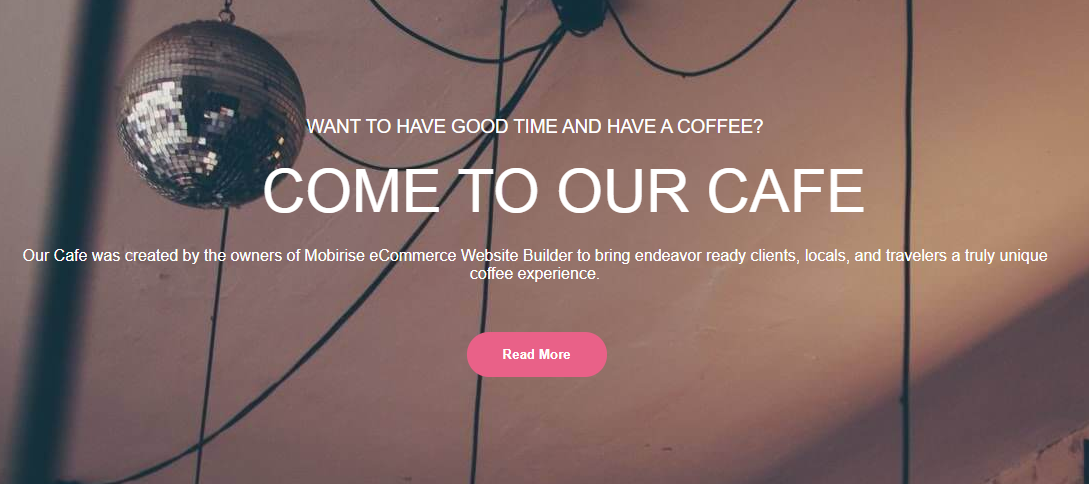 WANT TO HAVE GOOD TIME AND HAVE A COFFEE?
COME TO OUR CAFE
Our Cafe was created by the owners of Mobirise eCommerce Website Builder to bring endeavor ready clients, locals, and travelers a truly unique
coffee experience.
Read More